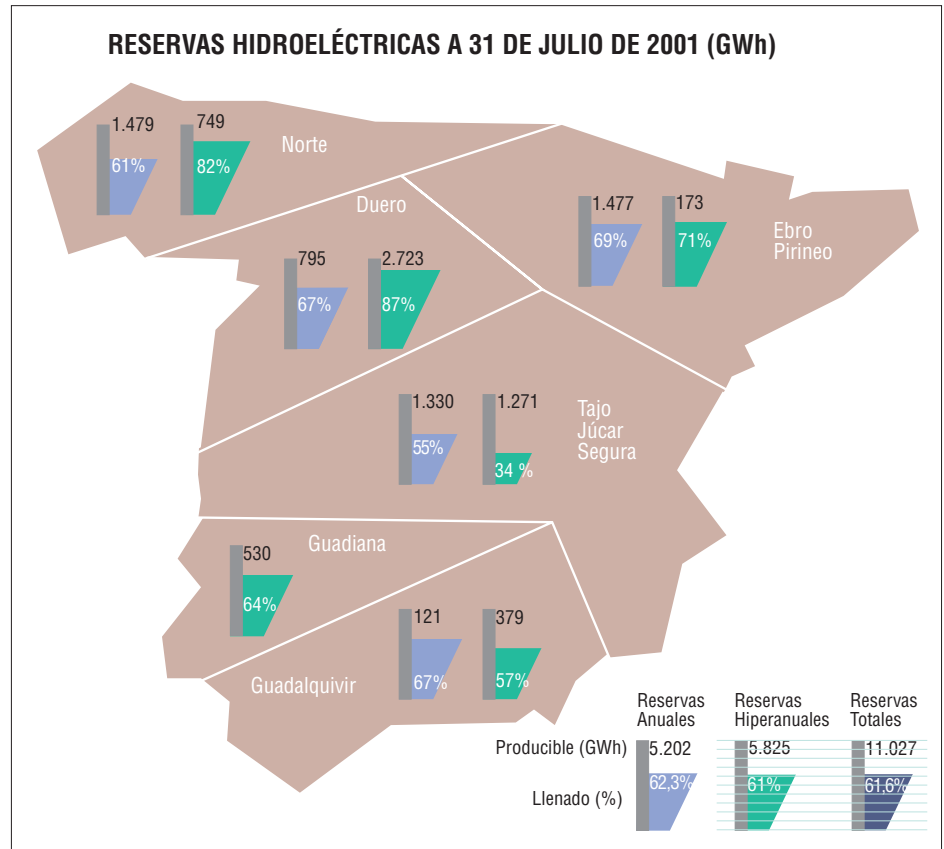 RESERVAS HIDROELÉCTRICAS A 31 DE JULIO DE 2001 (GWh)
1.479
749
61%
82%
Norte
Duero
795
2.723
67%
87%
1.477
173
69%
71%
Ebro
Pirineo
1.330
1.271
55%
34 %
Tajo
Júcar
Segura
Guadiana
530
64%
Guadalquivir
121
379
67%
57%
Reservas
Anuales
Reservas
Hiperanuales
Reservas
Totales
Producible (GWh)
5.202
5.825
11.027
Llenado (%)
62,3%
61%
61,6%